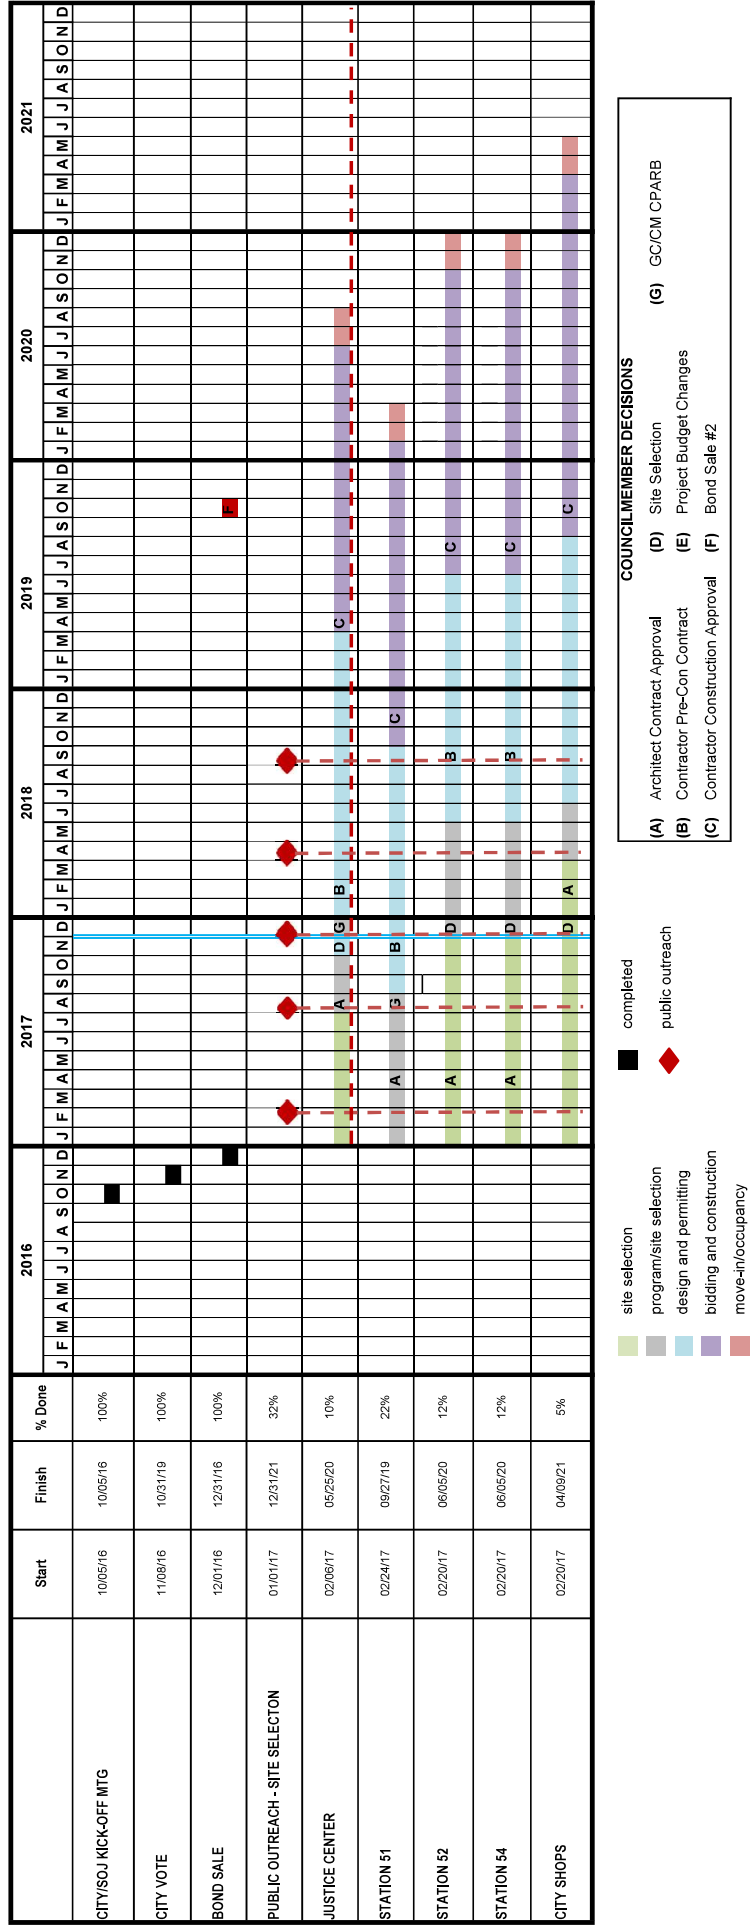 2016 2017 2018 2019 2020 2021
Start Finish % Done J F M A M J J A S O N D J F M A M J J A S O N D J F M A M J J A S O N D J F M A M J J A S O N D J F M A M J J A S O N D J F M A M J J A S O N D
CITY/SOJ KICK-OFF MTG 10/05/16 10/05/16 100%
CITY VOTE 11/08/16 10/31/19 100%
BOND SALE 12/01/16 12/31/16 100% F
PUBLIC OUTREACH - SITE SELECTON 01/01/17 12/31/21 32%
JUSTICE CENTER 02/06/17 05/25/20 10% A D G B C
STATION 51 02/24/17 09/27/19 22% A G B C
STATION 52 02/20/17 06/05/20 12% A D B C
STATION 54 02/20/17 06/05/20 12% A D B C
CITY SHOPS 02/20/17 04/09/21 5% D A C
site selection
program/site selection
design and permitting
bidding and construction
move-in/occupancy
completed
public outreach
COUNCILMEMBER DECISIONS
(A) Architect Contract Approval (D) Site Selection (G) GC/CM CPARB
(B) Contractor Pre-Con Contract (E) Project Budget Changes
(C) Contractor Construction Approval (F) Bond Sale #2